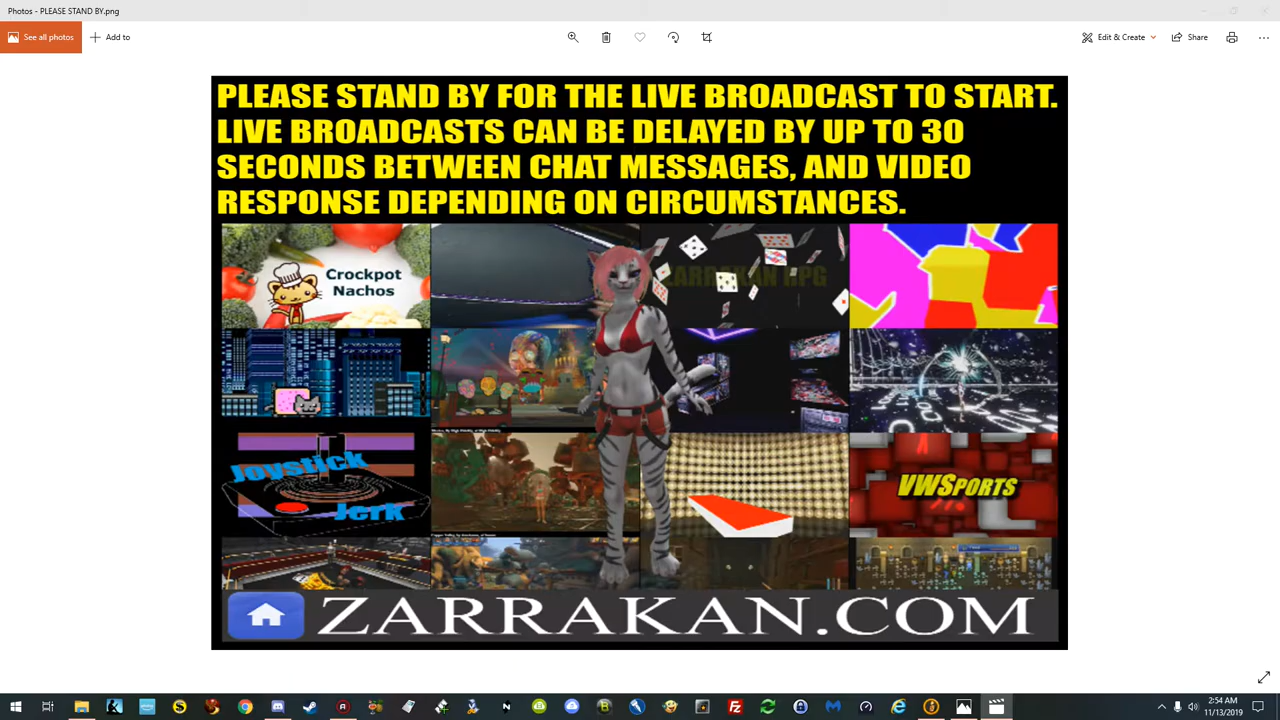 Photos - PLEASE STAND BY.png
See all photos
Add to
Edit & Create
Share
PLEASE STAND BY FOR THE LIVE BROADCAST TO START.
LIVE BROADCASTS CAN BE DELAYED BY UP TO 30
SECONDS BETWEEN CHAT MESSAGES, AND VIDEO
RESPONSE DEPENDING ON CIRCUMSTANCES.
Crockpot
Nachos
ZARRAKAN RPG
Joystick
Jerk
VWSPORTS
ZARRAKAN.COM
2:54 AM
11/13/2019